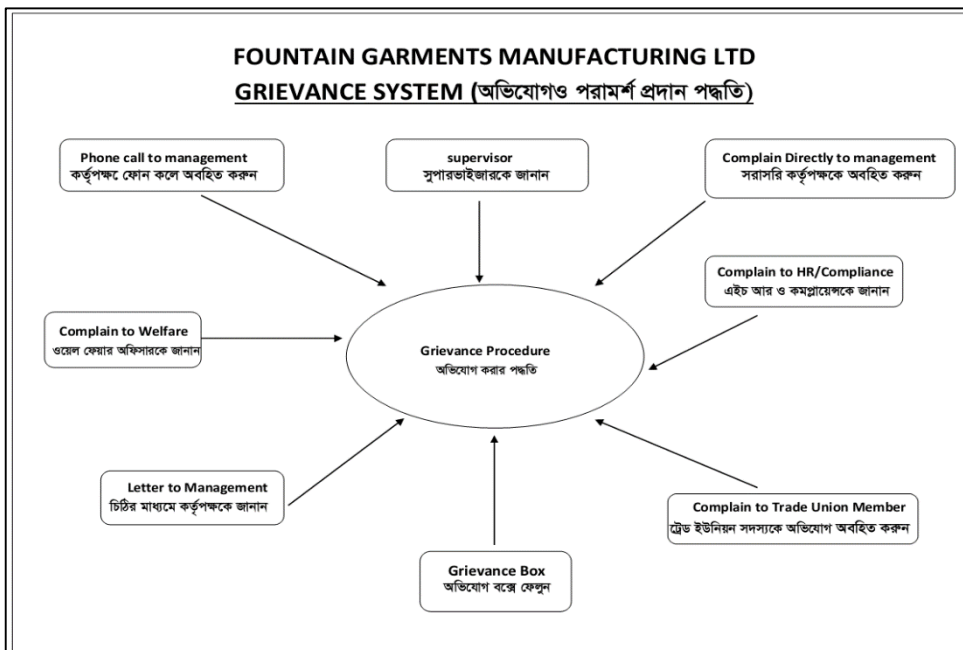 FOUNTAIN GARMENTS MANUFACTURING LTD
GRIEVANCE SYSTEM (অভিযোগও পরামর্শ প্রদান পদ্ধতি)
Phone call to management
কর্তৃপক্ষে ফোন কলে অবহিত করুন
supervisor
সুপারভাইজারকে জানান
Complain Directly to management
সরাসরি কর্তৃপক্ষকে অবহিত করুন
Complain to HR/Compliance
এইচ আর ও কমপ্লায়েন্সকে জানান
Complain to Welfare
ওয়েল ফেয়ার অফিসারকে জানান
Grievance Procedure
অভিযোগ করার পদ্ধতি
Letter to Management
চিঠির মাধ্যমে কর্তৃপক্ষকে জানান
Complain to Trade Union Member
ট্রেড ইউনিয়ন সদস্যকে অভিযোগ অবহিত করুন
Grievance Box
অভিযোগ বক্সে ফেলুন